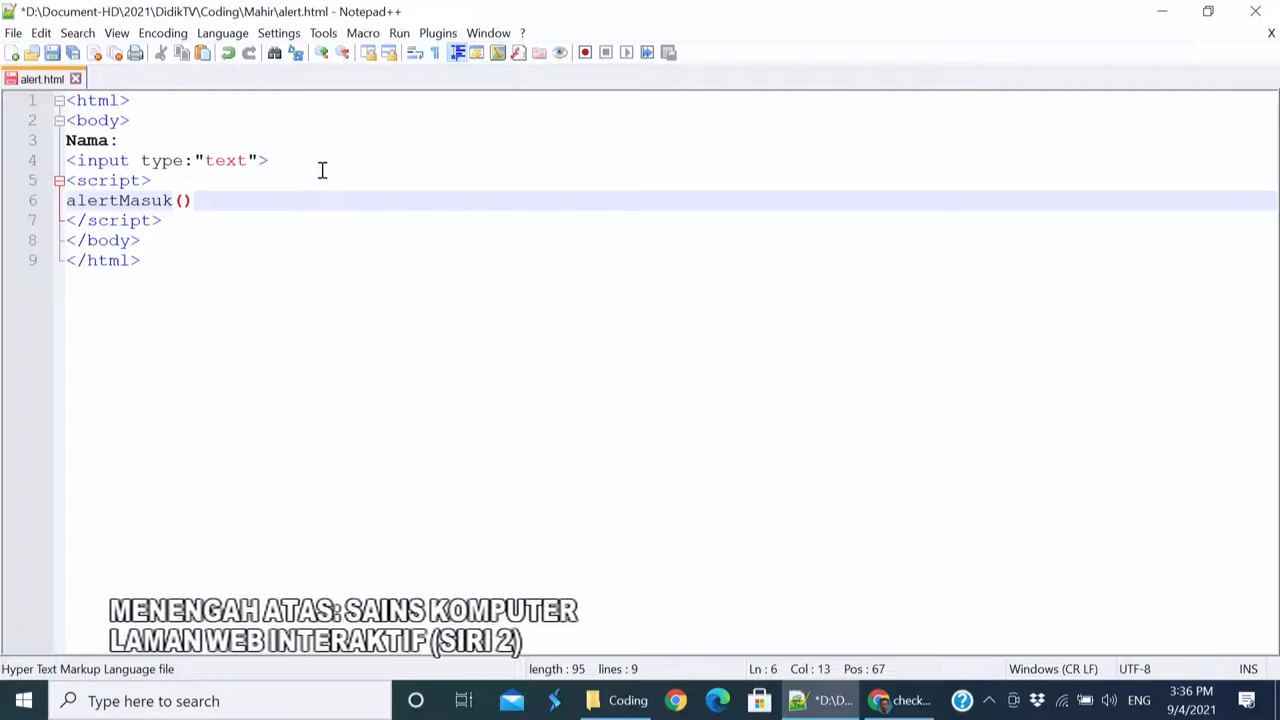 *D:\Document-HD\2021\DidikTV\Coding\Mahir\alert.html - Notepad++
File Edit Search View Encoding Language Settings Tools Macro Run Plugins Window ? X
alert.html
1 <html>
2 <body>
3 Nama:
4 <input type:"text">
5 <script>
6 alertMasuk()
7 </script>
8 </body>
9 </html>
MENENGAH ATAS: SAINS KOMPUTER
LAMAN WEB INTERAKTIF (SIRI 2)
Hyper Text Markup Language file length : 95 lines : 9 Ln : 6 Col : 13 Pos : 67 Windows (CR LF) UTF-8 INS
Type here to search Coding *D:\D... check... ENG 3:36 PM
9/4/2021